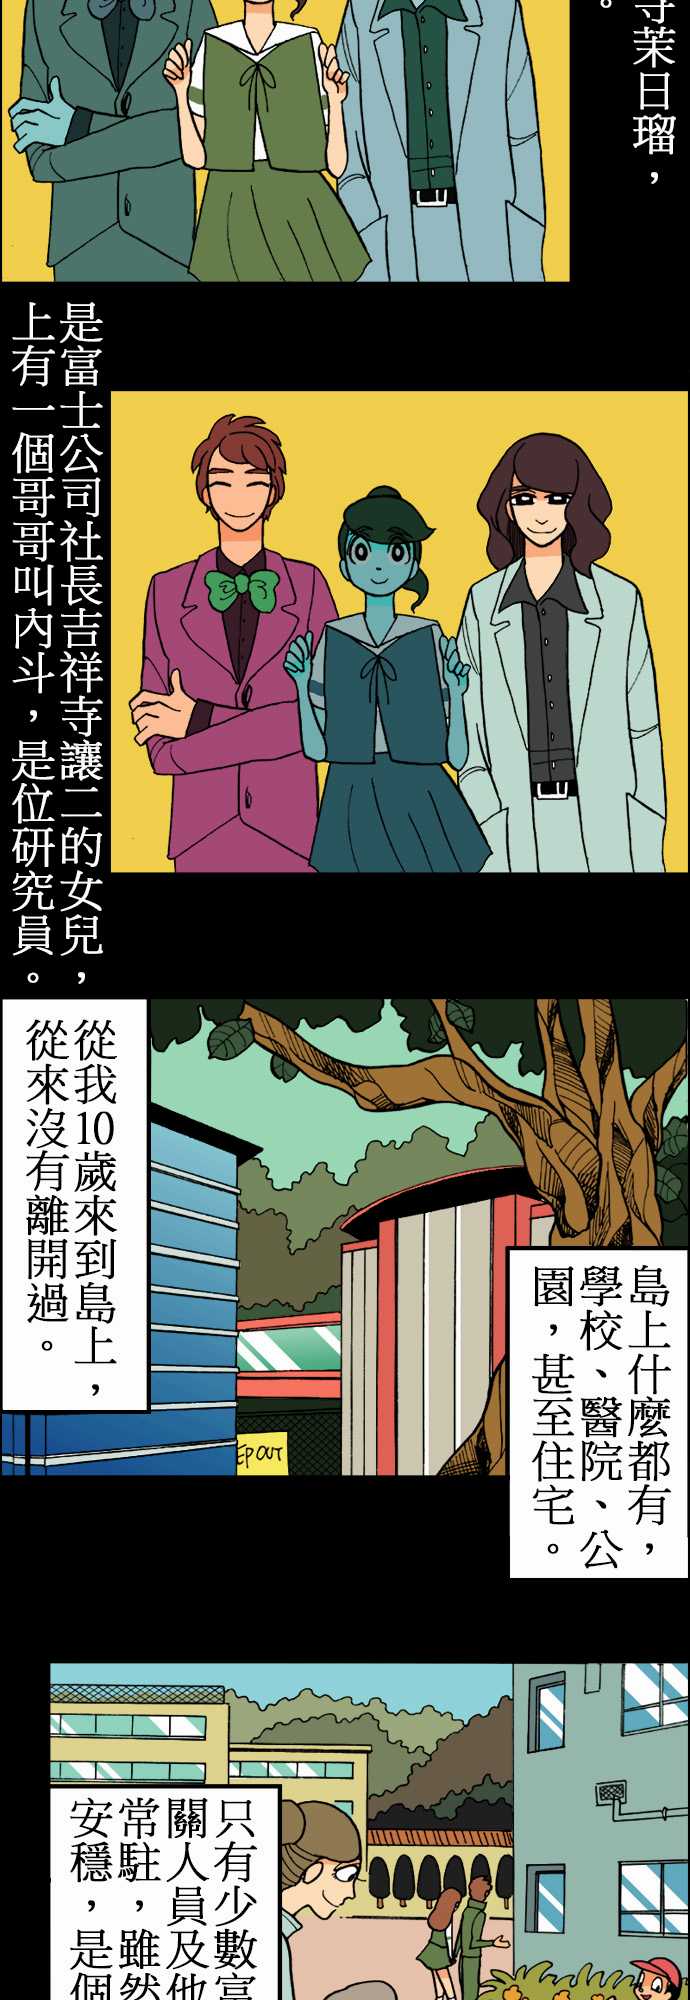 寺茉日瑠，
。
是富士公司社長吉祥寺讓二的女兒，
上有一個哥哥叫內斗，是位研究員。
島上什麼都有，
學校、醫院、公
園，甚至住宅。
從我10歲來到島上，
從來沒有離開過。
EP OUT
只有少數富
關人員及他
常駐，雖然
安穩，是個